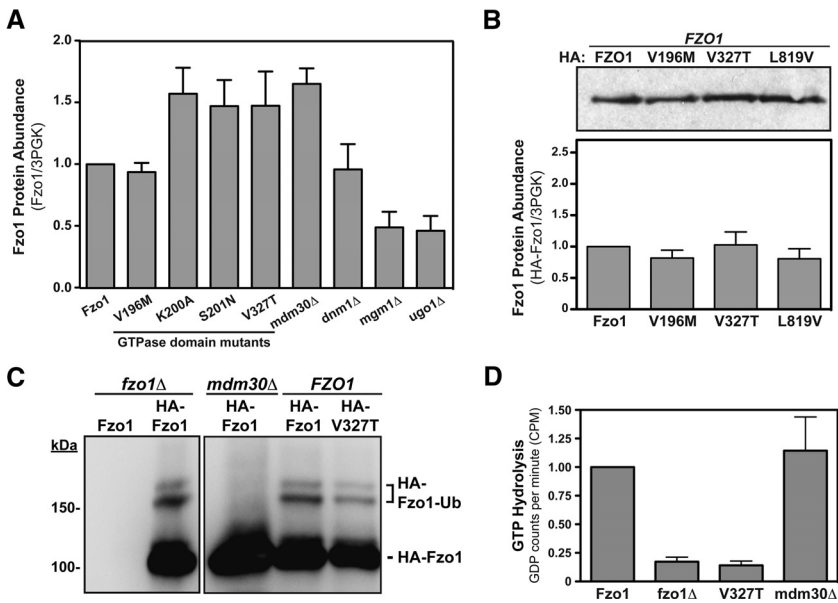 A
Fzo1 Protein Abundance
(Fzo1/3PGK)
2.0
1.5
1.0
0.5
0.0
Fzo1
V196M
K200A
S201N
V327T
mdm30Δ
dnm1Δ
mgm1Δ
ugo1Δ
GTPase domain mutants
B
FZO1
HA: FZO1 V196M V327T L819V
Fzo1 Protein Abundance
(HA-Fzo1/3PGK)
2.5
2.0
1.5
1.0
0.5
0
Fzo1 V196M V327T L819V
C
fzo1Δ mdm30Δ FZO1
HA- HA- HA- HA-
Fzo1 Fzo1 Fzo1 Fzo1 V327T
kDa
150-
100-
HA-
Fzo1-Ub
HA-Fzo1
D
GTP Hydrolysis
GDP counts per minute (CPM)
1.50
1.25
1.00
0.75
0.50
0.25
0
Fzo1 fzo1Δ V327T mdm30Δ